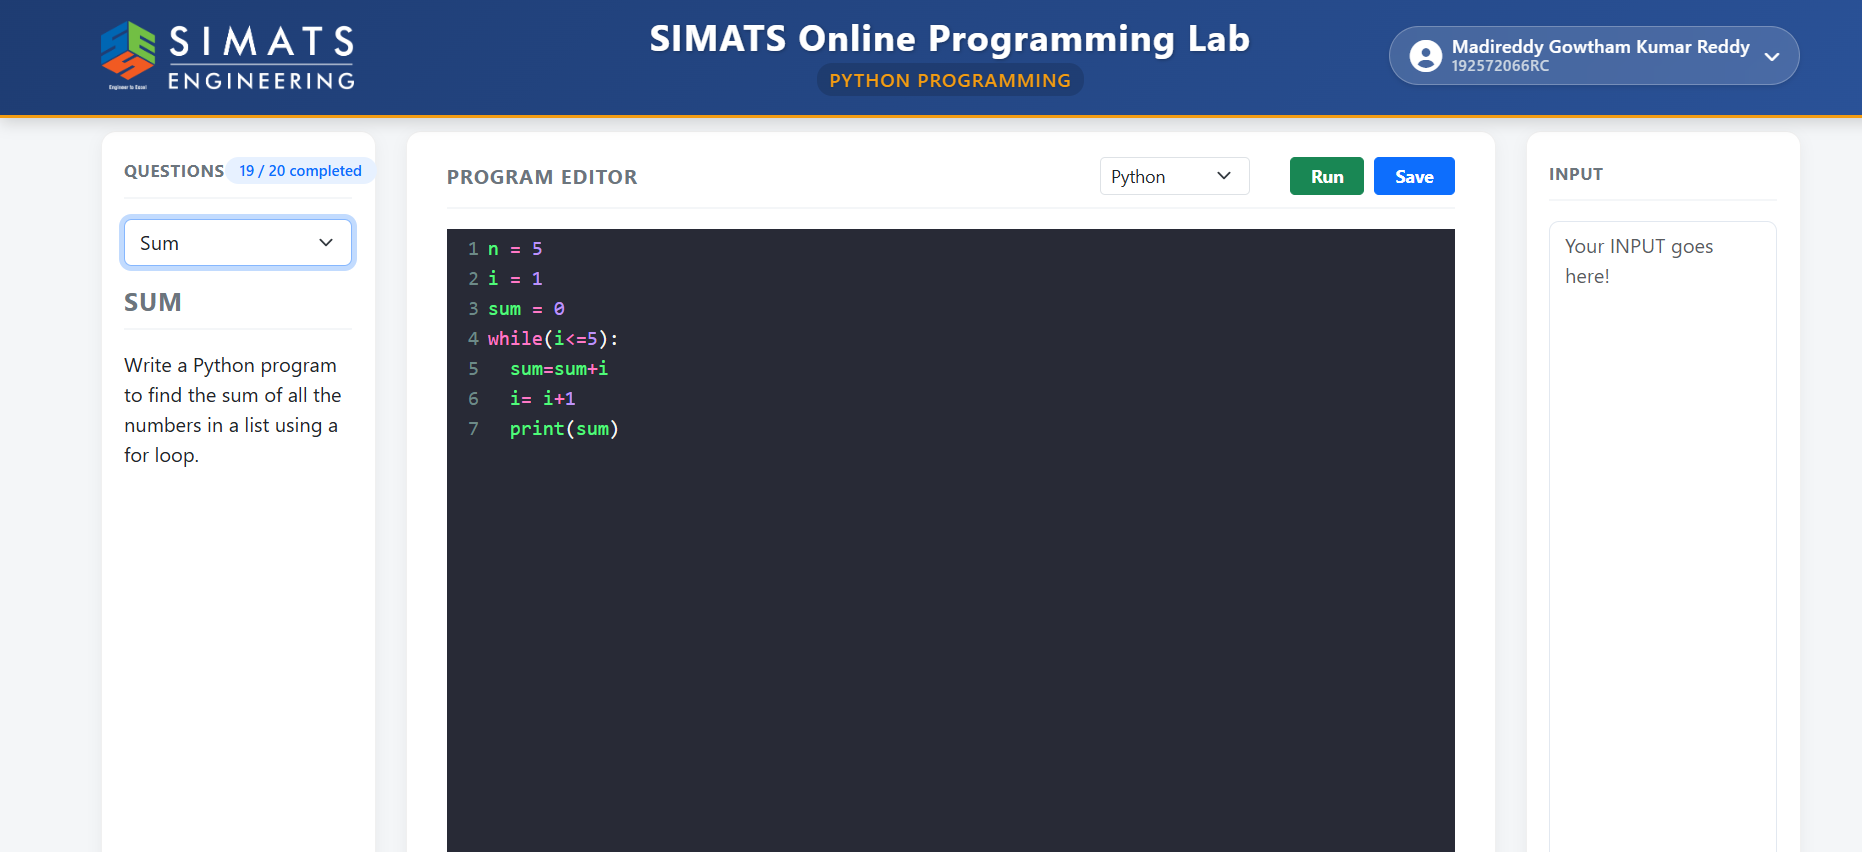 SIMATS
ENGINEERING
Engineer to Excel
SIMATS Online Programming Lab
PYTHON PROGRAMMING
Madireddy Gowtham Kumar Reddy
192572066RC
QUESTIONS
19 / 20 completed
Sum
SUM
Write a Python program
to find the sum of all the
numbers in a list using a
for loop.
PROGRAM EDITOR
Python
Run
Save
1 n = 5
2 i = 1
3 sum = 0
4 while(i<=5):
5   sum=sum+i
6   i= i+1
7   print(sum)
INPUT
Your INPUT goes
here!